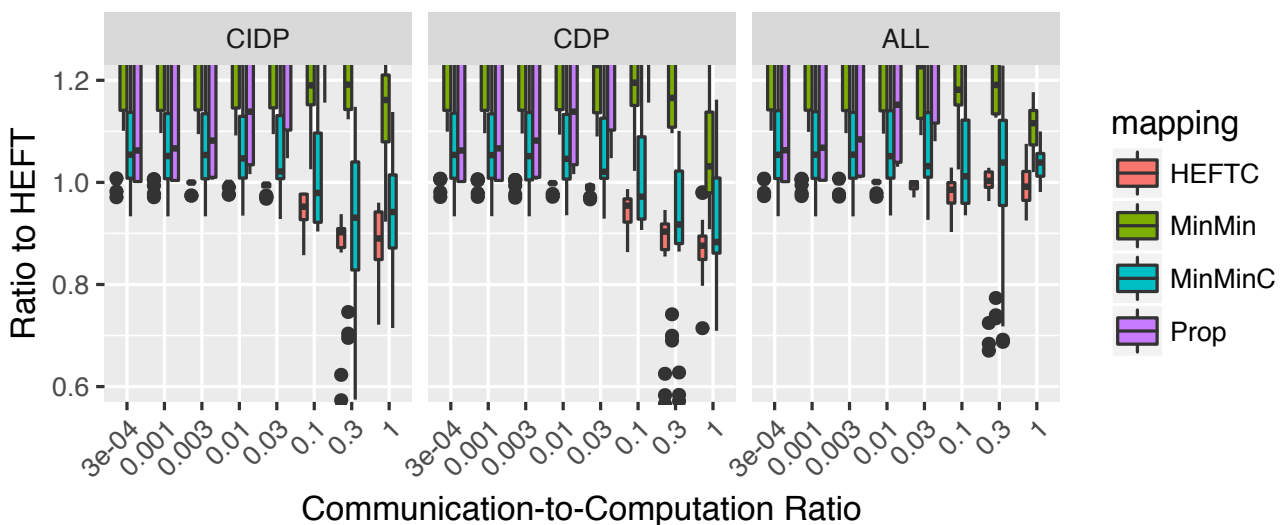 CIDP CDP ALL
Ratio to HEFT
1.2
1.0
0.8
0.6
3e-04 0.001 0.003 0.01 0.03 0.1 0.3 1
3e-04 0.001 0.003 0.01 0.03 0.1 0.3 1
3e-04 0.001 0.003 0.01 0.03 0.1 0.3 1
Communication-to-Computation Ratio
mapping
HEFTC
MinMin
MinMinC
Prop